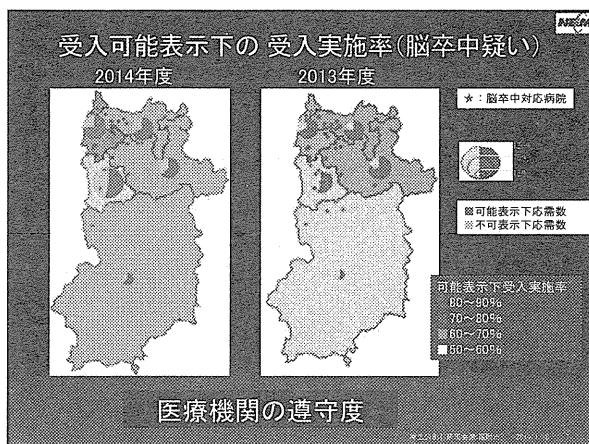 受入可能表示下の 受入実施率(脳卒中疑い)
2014年度
2013年度
★：脳卒中対応病院
可能表示下応需数
不可表示下応需数
可能表示下受入実施率
80～90%
70～80%
60～70%
50～60%
医療機関の遵守度